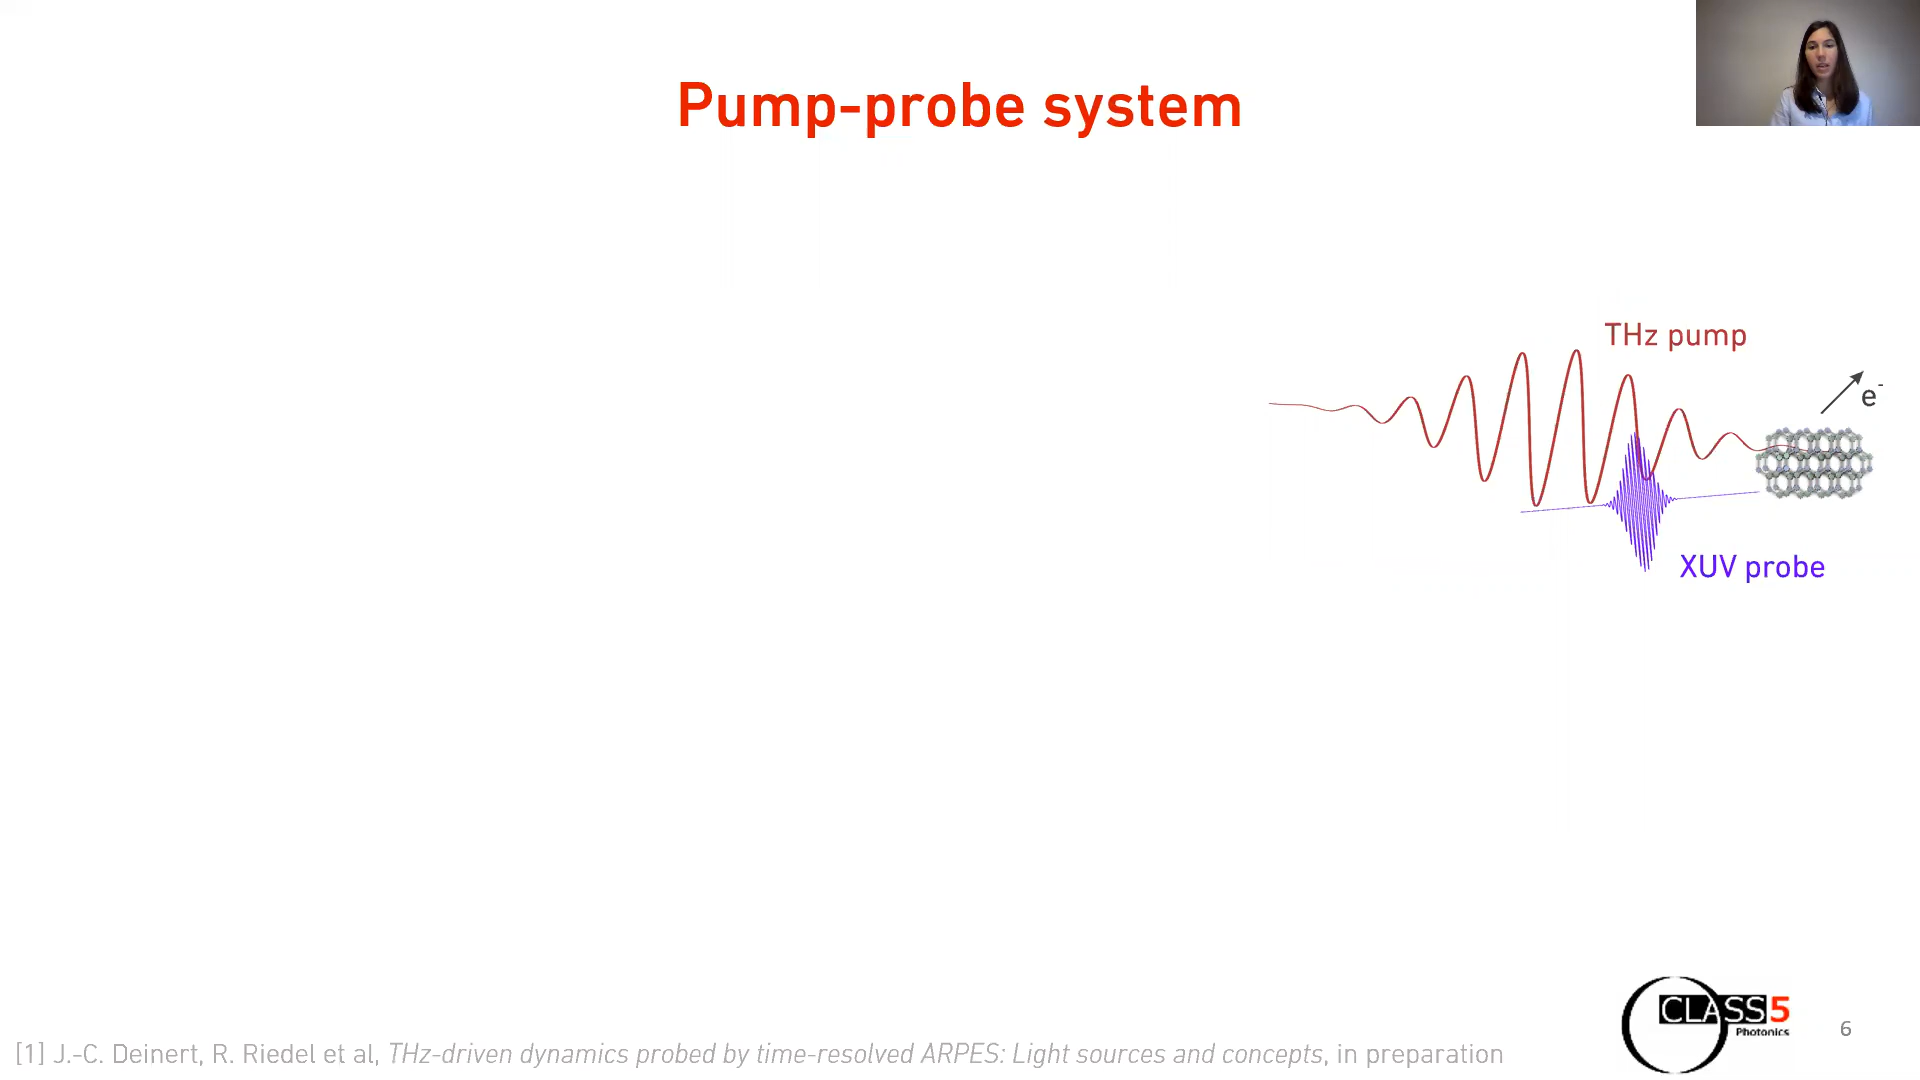 Pump-probe system
THz pump
e-
XUV probe
CLASS5
Photonics
6
[1] J.-C. Deinert, R. Riedel et al, THz-driven dynamics probed by time-resolved ARPES: Light sources and concepts, in preparation